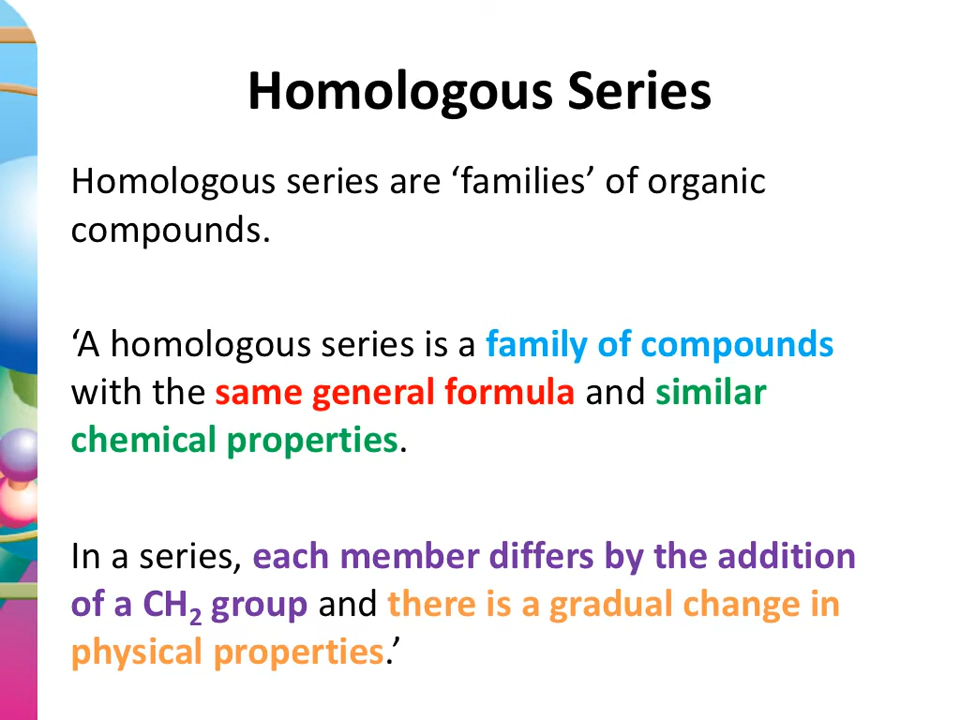 Homologous Series
Homologous series are ‘families’ of organic
compounds.
‘A homologous series is a family of compounds
with the same general formula and similar
chemical properties.
In a series, each member differs by the addition
of a CH₂ group and there is a gradual change in
physical properties.’